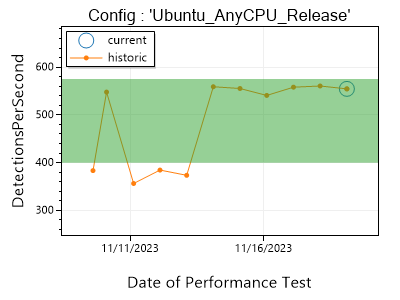 Config : 'Ubuntu_AnyCPU_Release'
current
historic
DetectionsPerSecond
600
500
400
300
11/11/2023
11/16/2023
Date of Performance Test